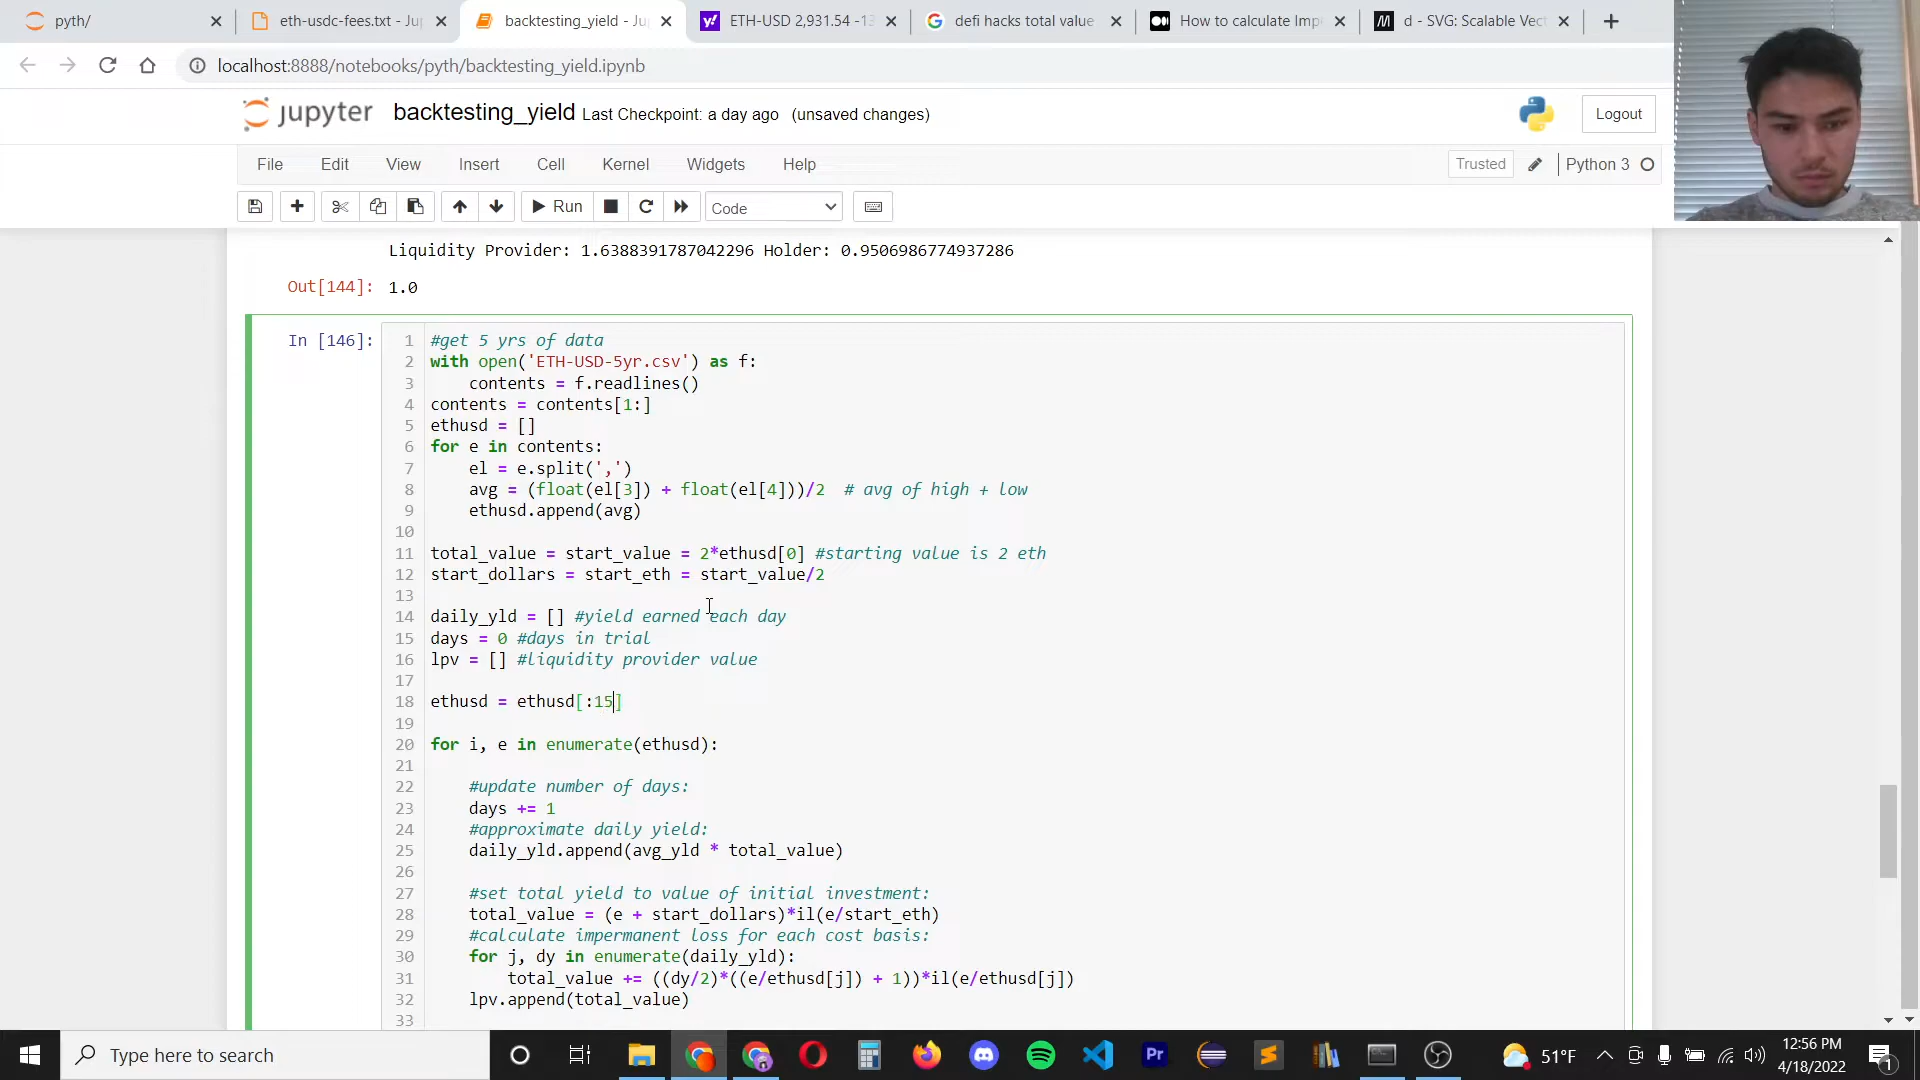 pyth/
eth-usdc-fees.txt - Ju
backtesting_yield - Ju
ETH-USD 2,931.54 -13
defi hacks total value
How to calculate Imp
d - SVG: Scalable Vect
localhost:8888/notebooks/pyth/backtesting_yield.ipynb
jupyter backtesting_yield Last Checkpoint: a day ago (unsaved changes)
Logout
File Edit View Insert Cell Kernel Widgets Help
Trusted Python 3
Run
Code
Liquidity Provider: 1.6388391787042296 Holder: 0.9506986774937286
Out[144]: 1.0
In [146]:
1 #get 5 yrs of data
2 with open('ETH-USD-5yr.csv') as f:
3 contents = f.readlines()
4 contents = contents[1:]
5 ethusd = []
6 for e in contents:
7 el = e.split(',')
8 avg = (float(el[3]) + float(el[4]))/2 # avg of high + low
9 ethusd.append(avg)
10
11 total_value = start_value = 2*ethusd[0] #starting value is 2 eth
12 start_dollars = start_eth = start_value/2
13
14 daily_yld = [] #yield earned each day
15 days = 0 #days in trial
16 lpv = [] #liquidity provider value
17
18 ethusd = ethusd[:15]
19
20 for i, e in enumerate(ethusd):
21
22 #update number of days:
23 days += 1
24 #approximate daily yield:
25 daily_yld.append(avg_yld * total_value)
26
27 #set total yield to value of initial investment:
28 total_value = (e + start_dollars)*il(e/start_eth)
29 #calculate impermanent loss for each cost basis:
30 for j, dy in enumerate(daily_yld):
31 total_value += ((dy/2)*((e/ethusd[j]) + 1))*il(e/ethusd[j])
32 lpv.append(total_value)
33
Type here to search
51°F
12:56 PM
4/18/2022
1